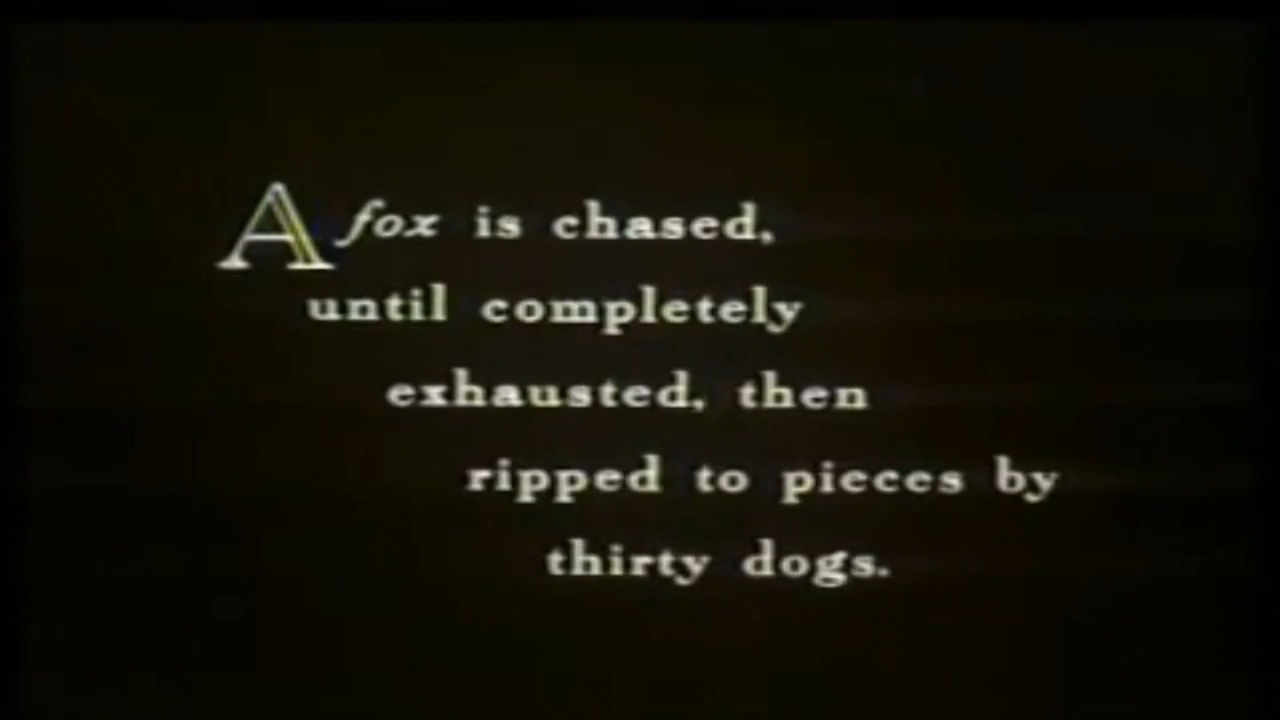 A fox is chased,
until completely
exhausted, then
ripped to pieces by
thirty dogs.